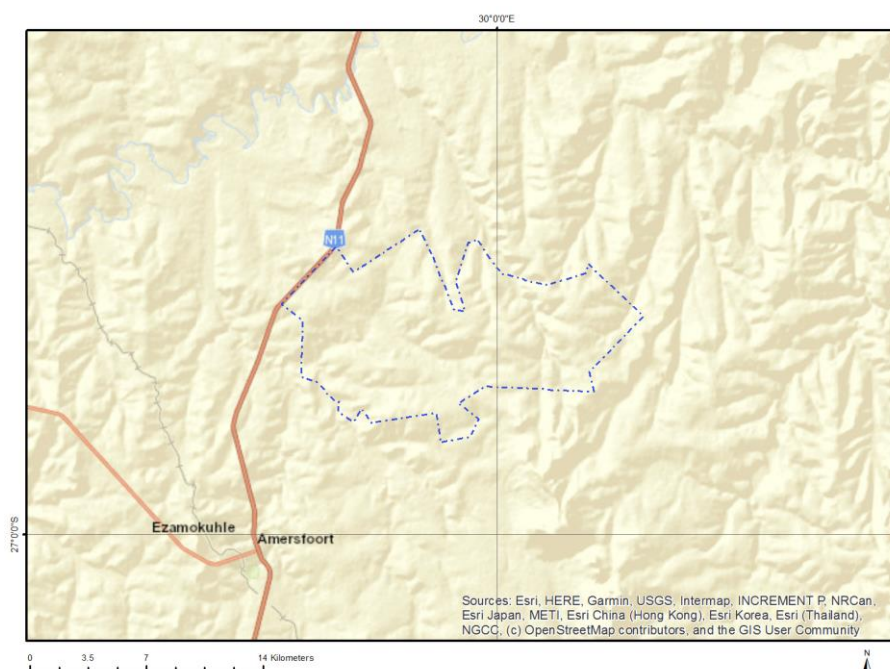 30°0'0"E
N11
27°0'0"S
Ezamokuhle
Amersfoort
Sources: Esri, HERE, Garmin, USGS, Intermap, INCREMENT P, NRCan,
Esri Japan, METI, Esri China (Hong Kong), Esri Korea, Esri (Thailand),
NGCC, (c) OpenStreetMap contributors, and the GIS User Community
0 3.5 7 14 Kilometers
N